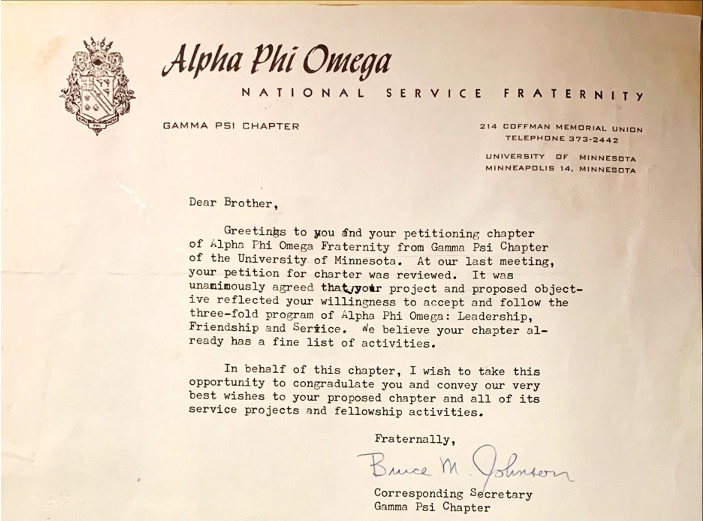 Alpha Phi Omega
NATIONAL SERVICE FRATERNITY
GAMMA PSI CHAPTER
214 COFFMAN MEMORIAL UNION
TELEPHONE 373-2442
UNIVERSITY OF MINNESOTA
MINNEAPOLIS 14, MINNESOTA
Dear Brother,
Greetings to you and your petitioning chapter
of Alpha Phi Omega Fraternity from Gamma Psi Chapter
of the University of Minnesota. At our last meeting,
your petition for charter was reviewed. It was
unanimously agreed that your project and proposed object-
ive reflected your willingness to accept and follow the
three-fold program of Alpha Phi Omega: Leadership,
Friendship and Service. We believe your chapter al-
ready has a fine list of activities.
In behalf of this chapter, I wish to take this
opportunity to congradulate you and convey our very
best wishes to your proposed chapter and all of its
service projects and fellowship activities.
Fraternally,
Bruce M. Johnson
Corresponding Secretary
Gamma Psi Chapter